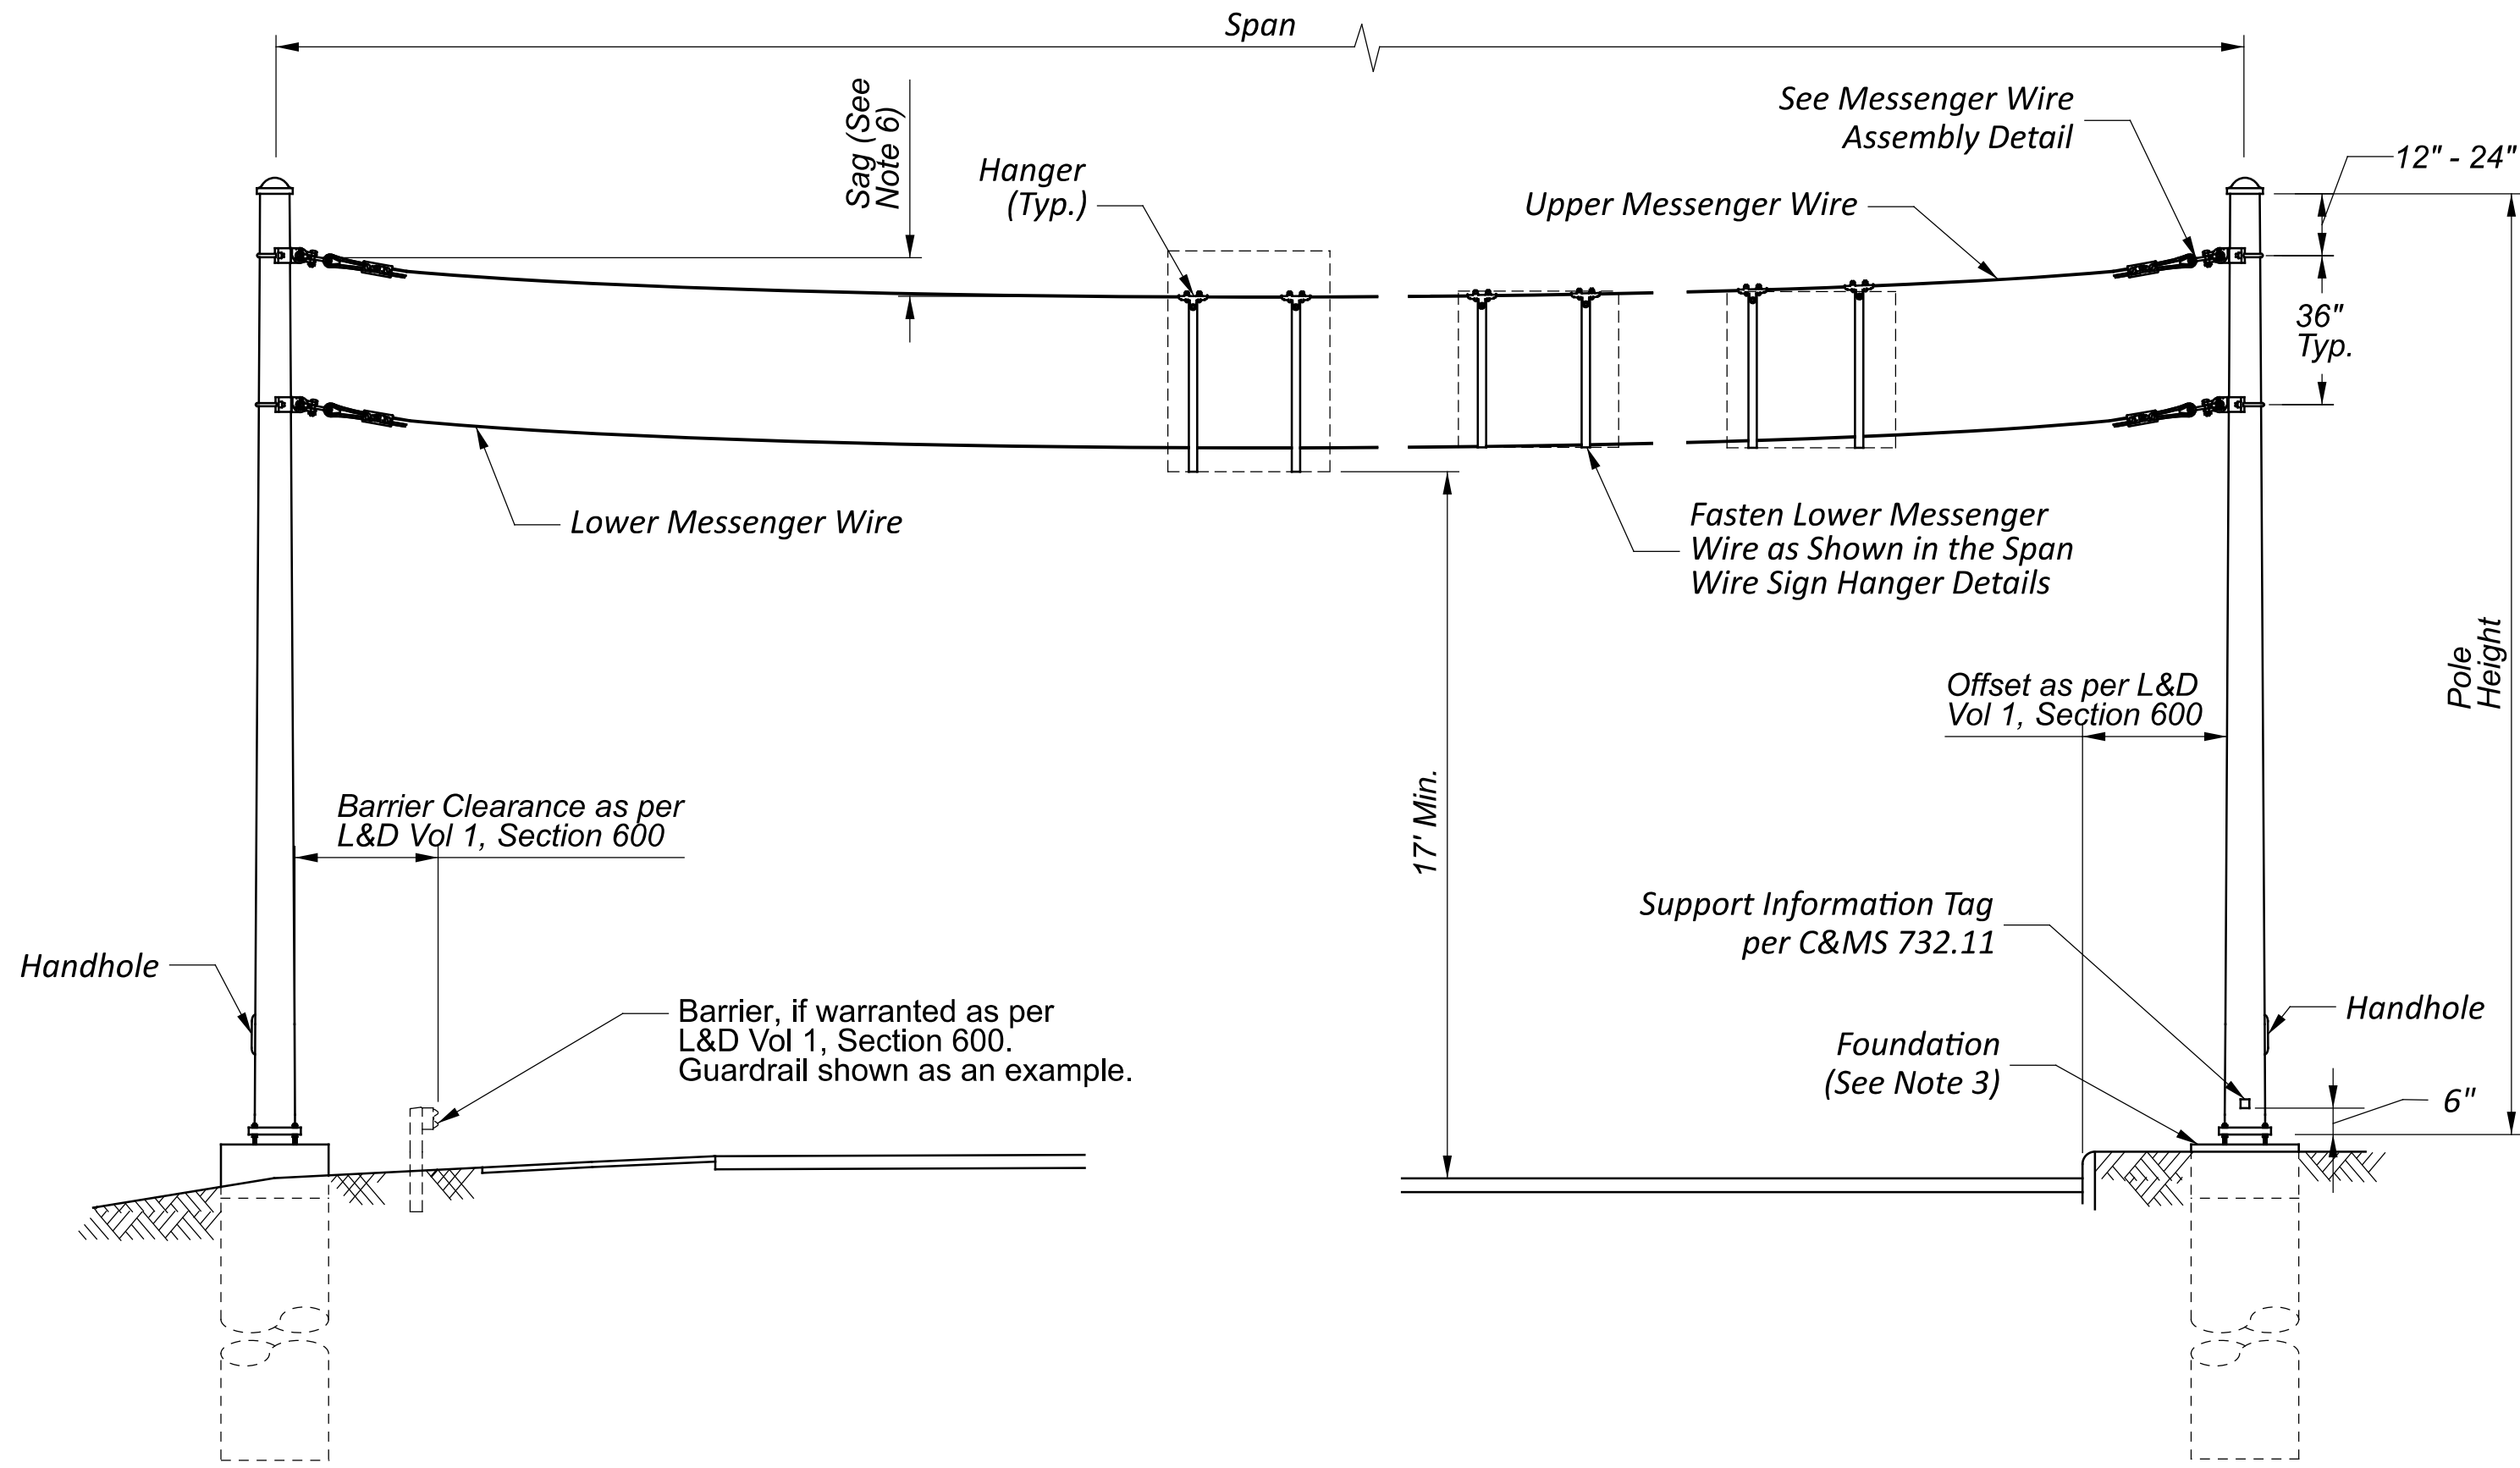 Span
Sag (See
Note 6)
See Messenger Wire
Assembly Detail
12" - 24"
Hanger
(Typ.)
Upper Messenger Wire
36"
Typ.
Lower Messenger Wire
Fasten Lower Messenger
Wire as Shown in the Span
Wire Sign Hanger Details
Pole
Height
Offset as per L&D
Vol 1, Section 600
17' Min.
Barrier Clearance as per
L&D Vol 1, Section 600
Support Information Tag
per C&MS 732.11
Handhole
Barrier, if warranted as per
L&D Vol 1, Section 600.
Guardrail shown as an example.
Handhole
Foundation
(See Note 3)
6"